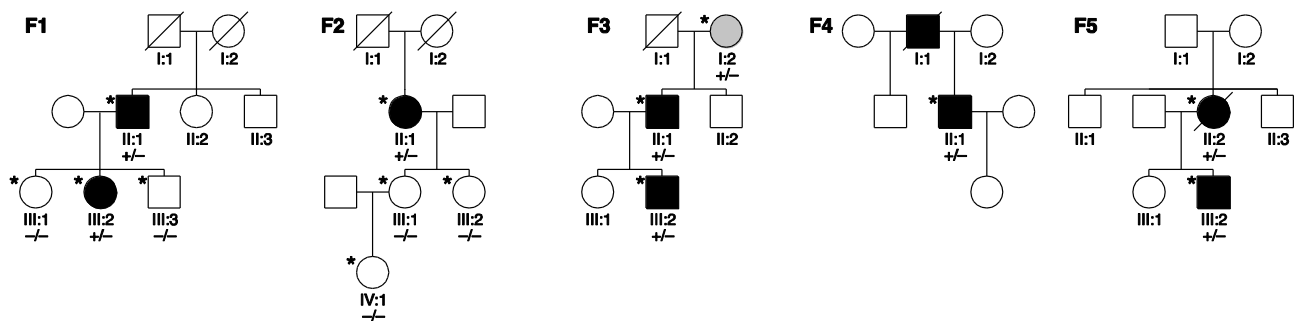 F1
I:1 I:2
*
II:1 II:2 II:3
+/–
* * *
III:1 III:2 III:3
–/– +/– –/–
F2
I:1 I:2
*
II:1
+/–
* *
III:1 III:2
–/– –/–
*
IV:1
–/–
F3
*
I:1 I:2
+/–
*
II:1 II:2
+/–
*
III:1 III:2
+/–
F4
I:1 I:2
*
II:1
+/–
F5
I:1 I:2
*
II:1 II:2 II:3
+/–
*
III:1 III:2
+/–